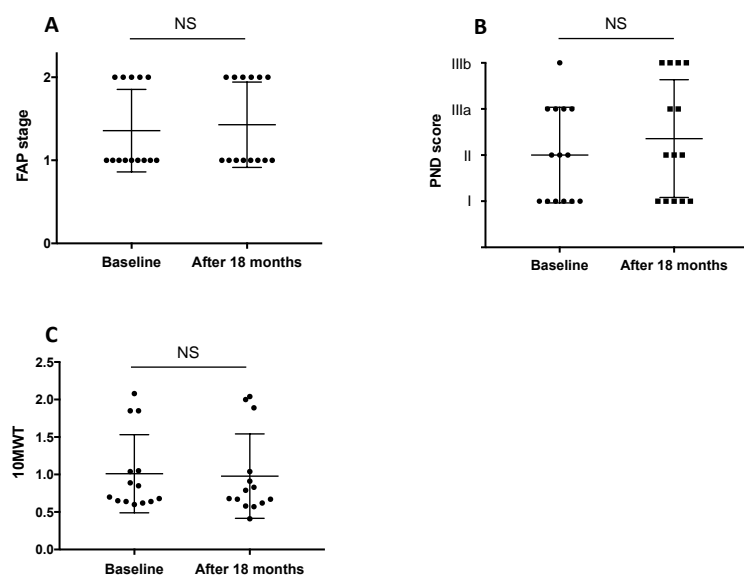 A
NS
FAP stage
2
1
0
Baseline
After 18 months
B
NS
PND score
IIIb
IIIa
II
I
Baseline
After 18 months
C
NS
10MWT
2.5
2.0
1.5
1.0
0.5
0.0
Baseline
After 18 months